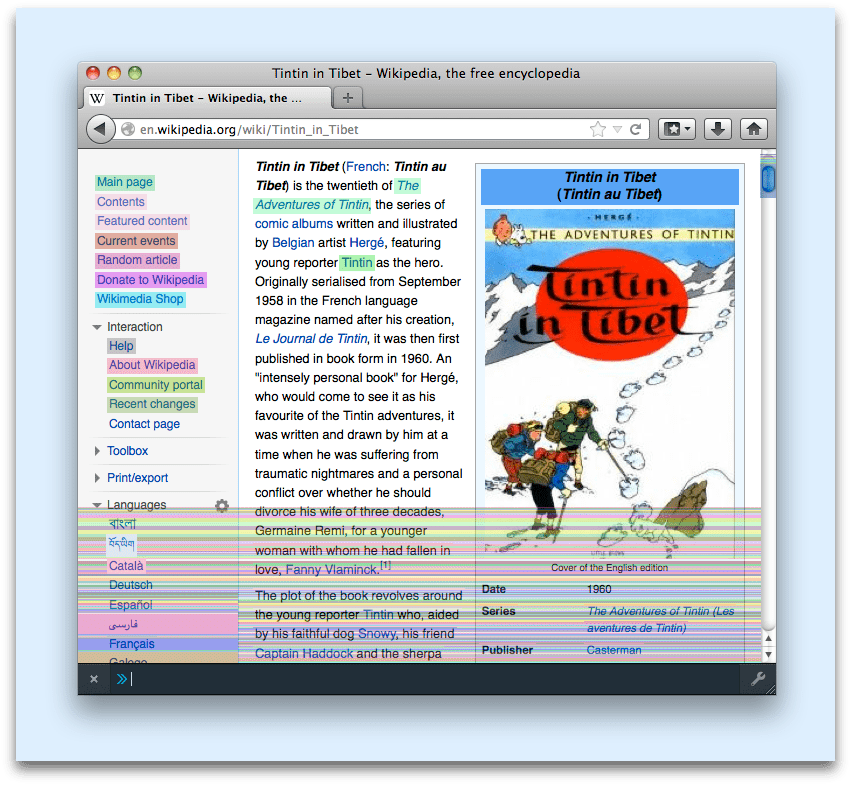 Tintin in Tibet – Wikipedia, the free encyclopedia
W Tintin in Tibet – Wikipedia, the ... +
en.wikipedia.org/wiki/Tintin_in_Tibet
Main page
Contents
Featured content
Current events
Random article
Donate to Wikipedia
Wikimedia Shop
Interaction
Help
About Wikipedia
Community portal
Recent changes
Contact page
Toolbox
Print/export
Languages
বাংলা
བོད་ཡིག
Català
Deutsch
Español
فارسی
Français
Galego
Tintin in Tibet (French: Tintin au
Tibet) is the twentieth of The
Adventures of Tintin, the series of
comic albums written and illustrated
by Belgian artist Hergé, featuring
young reporter Tintin as the hero.
Originally serialised from September
1958 in the French language
magazine named after his creation,
Le Journal de Tintin, it was then first
published in book form in 1960. An
"intensely personal book" for Hergé,
who would come to see it as his
favourite of the Tintin adventures, it
was written and drawn by him at a
time when he was suffering from
traumatic nightmares and a personal
conflict over whether he should
divorce his wife of three decades,
Germaine Remi, for a younger
woman with whom he had fallen in
love, Fanny Vlaminck.[1]
The plot of the book revolves around
the young reporter Tintin who, aided
by his faithful dog Snowy, his friend
Captain Haddock and the sherpa
Tintin in Tibet
(Tintin au Tibet)
· HERGÉ ·
THE ADVENTURES OF TINTIN
Tintin
in Tibet
Cover of the English edition
Date 1960
Series The Adventures of Tintin (Les
aventures de Tintin)
Publisher Casterman